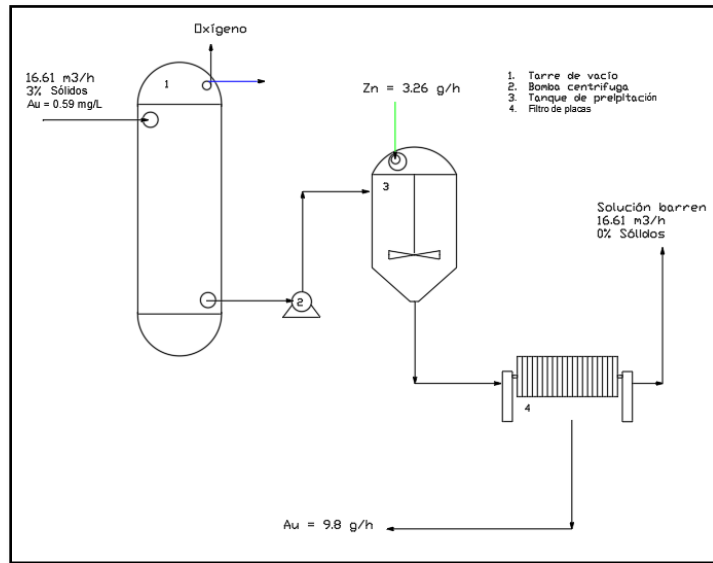 Oxígeno
16.61 m3/h
3% Sólidos
Au = 0.59 mg/L
1
Zn = 3.26 g/h
1. Tarre de vacío
2. Bomba centrifuga
3. Tanque de prelpitación
4. Filtro de placas
3
Solución barren
16.61 m3/h
0% Sólidos
2
4
Au = 9.8 g/h